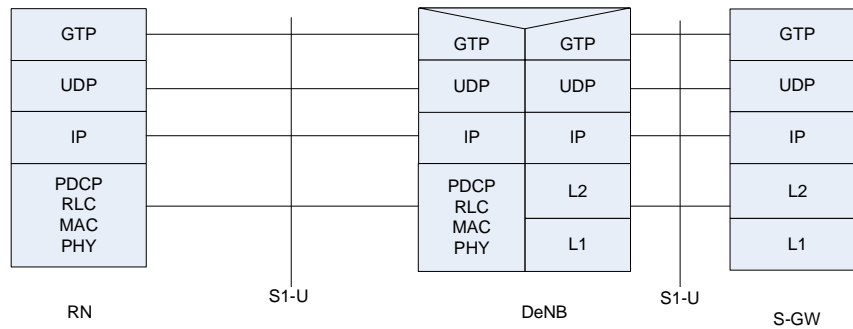 GTP
GTP
GTP
GTP
UDP
UDP
UDP
UDP
IP
IP
IP
IP
PDCP
RLC
MAC
PHY
PDCP
RLC
MAC
PHY
L2
L1
L2
L1
S1-U
S1-U
RN
DeNB
S-GW